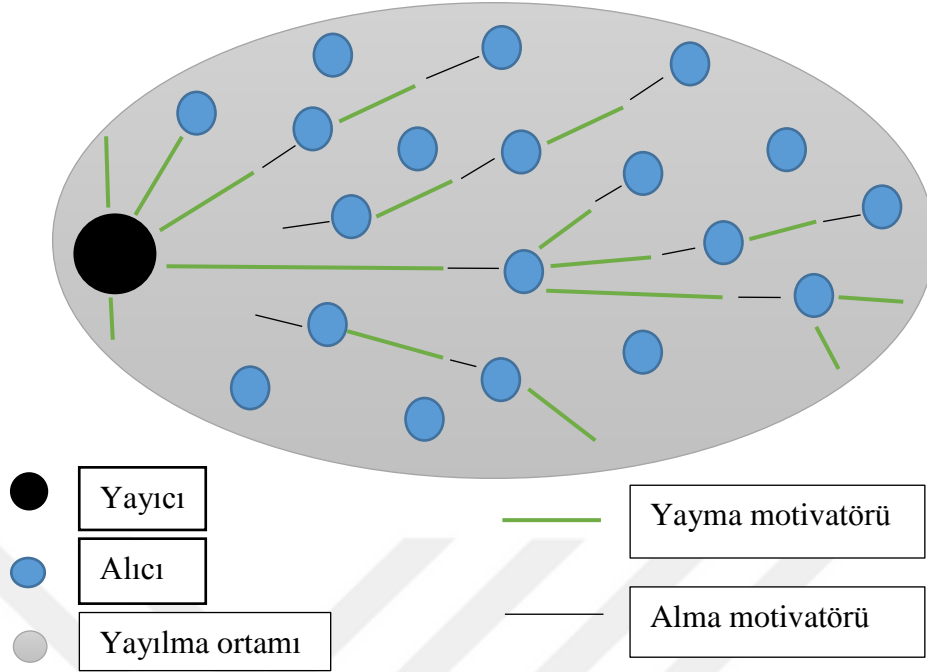 Yayıcı
Alıcı
Yayılma ortamı
Yayma motivatörü
Alma motivatörü